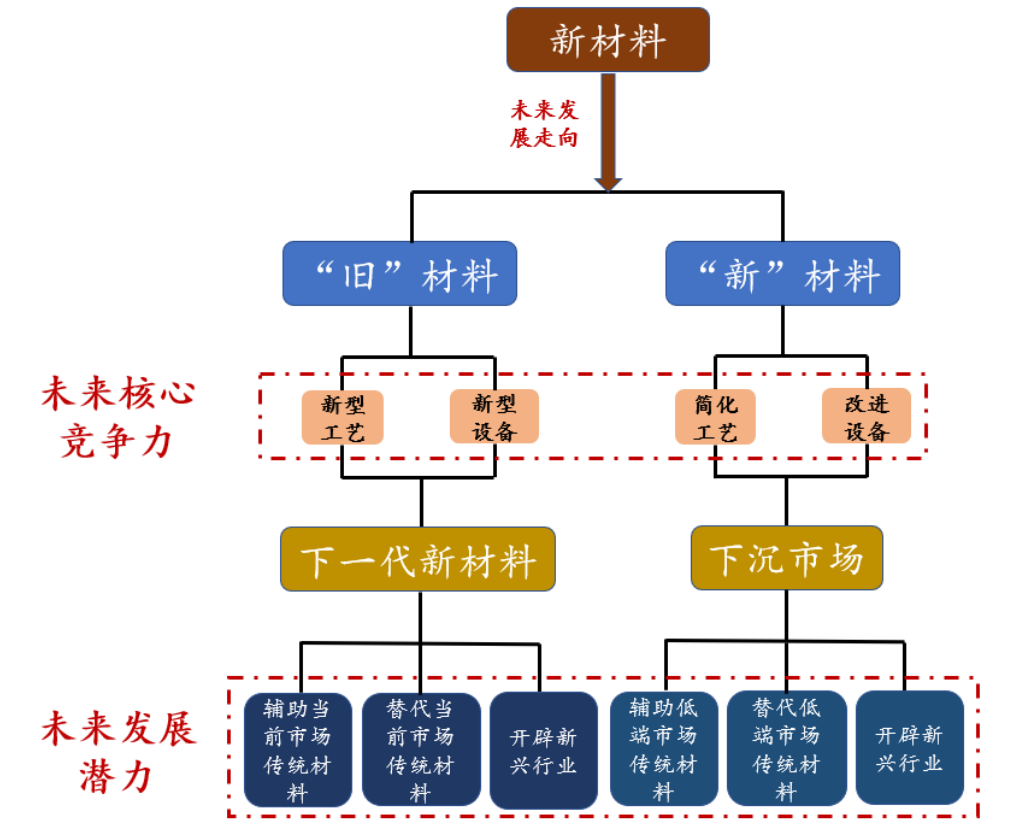 新材料
未来发
展走向
“旧”材料
“新”材料
未来核心
竞争力
新型
工艺
新型
设备
简化
工艺
改进
设备
下一代新材料
下沉市场
未来发展
潜力
辅助当
前市场
传统材
料
替代当
前市场
传统材
料
开辟新
兴行业
辅助低
端市场
传统材
料
替代低
端市场
传统材
料
开辟新
兴行业